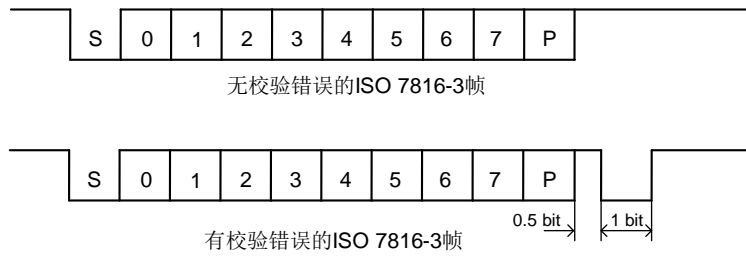 S 0 1 2 3 4 5 6 7 P
无校验错误的ISO 7816-3帧
S 0 1 2 3 4 5 6 7 P
0.5 bit 1 bit
有校验错误的ISO 7816-3帧